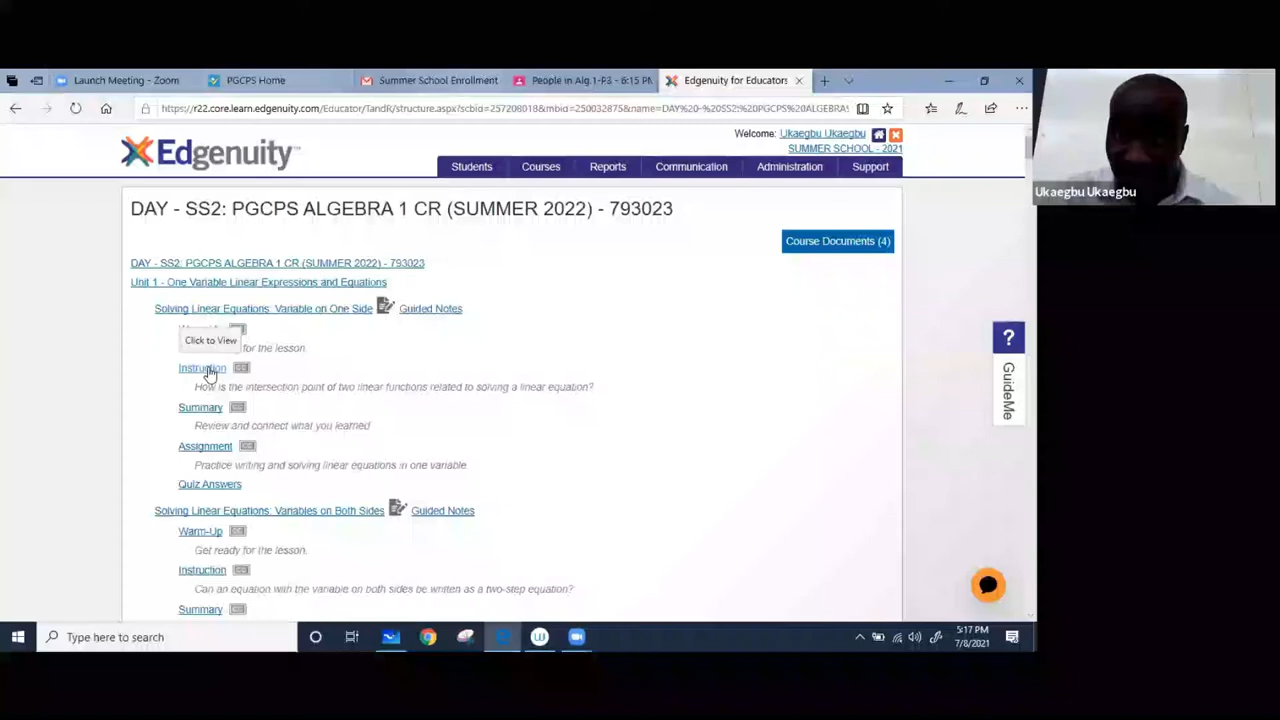 Launch Meeting - Zoom
PGCPS Home
Summer School Enrollment
People in Alg.1-P3 - 6:15 PM
Edgenuity for Educators
https://r22.core.learn.edgenuity.com/Educator/TandR/structure.aspx?scbid=257208018&mbid=250032875&name=DAY%20-%20SS2:%20PGCPS%20ALGEBRA%
Edgenuity
Welcome: Ukaegbu Ukaegbu
SUMMER SCHOOL - 2021
Students Courses Reports Communication Administration Support
Ukaegbu Ukaegbu
DAY - SS2: PGCPS ALGEBRA 1 CR (SUMMER 2022) - 793023
Course Documents (4)
DAY - SS2: PGCPS ALGEBRA 1 CR (SUMMER 2022) - 793023
Unit 1 - One Variable Linear Expressions and Equations
Solving Linear Equations: Variable on One Side Guided Notes
Click to View
for the lesson.
Instruction
How is the intersection point of two linear functions related to solving a linear equation?
Summary
Review and connect what you learned
Assignment
Practice writing and solving linear equations in one variable.
Quiz Answers
Solving Linear Equations: Variables on Both Sides Guided Notes
Warm-Up
Get ready for the lesson.
Instruction
Can an equation with the variable on both sides be written as a two-step equation?
Summary
?
GuideMe
Type here to search
5:17 PM
7/8/2021